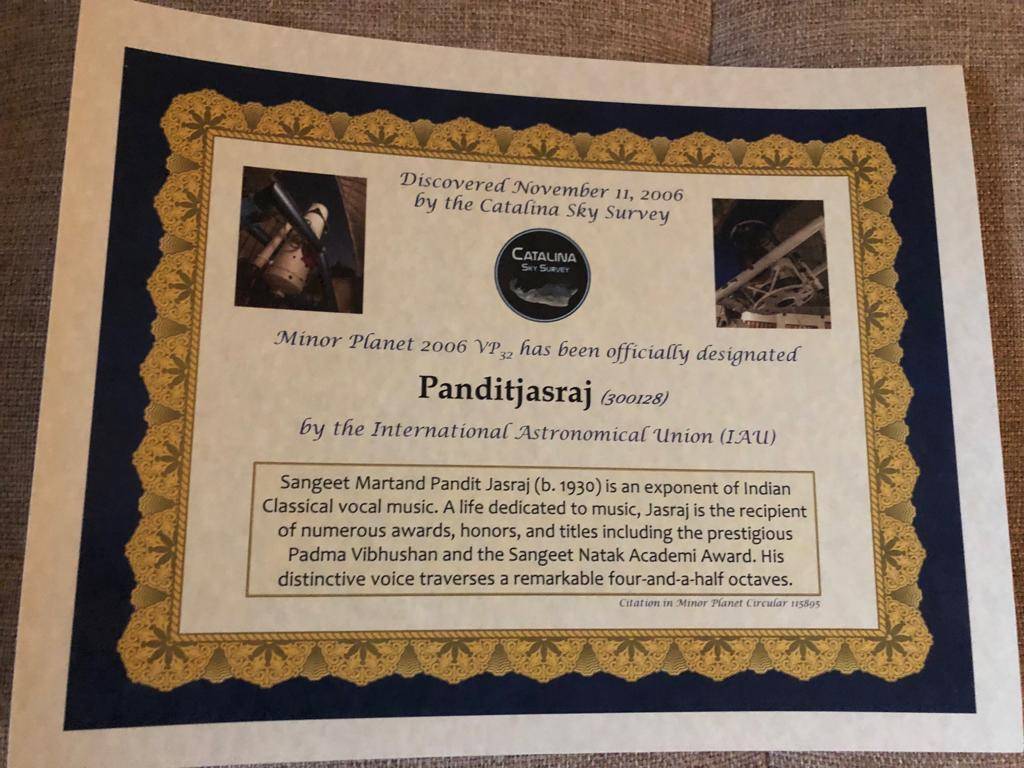 Discovered November 11, 2006
by the Catalina Sky Survey
CATALINA
SKY SURVEY
Minor Planet 2006 VP32 has been officially designated
Panditjasraj (300128)
by the International Astronomical Union (IAU)
Sangeet Martand Pandit Jasraj (b. 1930) is an exponent of Indian
Classical vocal music. A life dedicated to music, Jasraj is the recipient
of numerous awards, honors, and titles including the prestigious
Padma Vibhushan and the Sangeet Natak Academi Award. His
distinctive voice traverses a remarkable four-and-a-half octaves.
Citation in Minor Planet Circular 115895